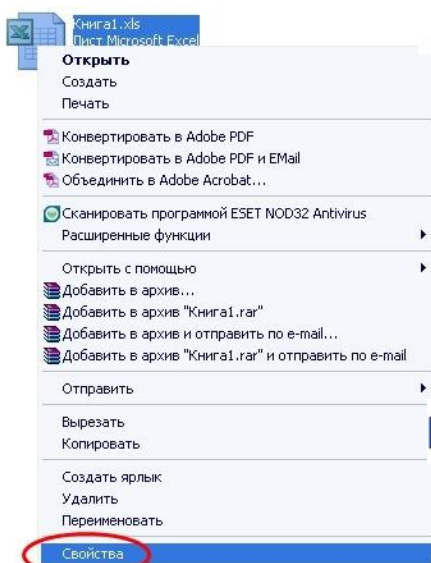 Книга1.xls
Лист Microsoft Excel
Открыть
Создать
Печать
Конвертировать в Adobe PDF
Конвертировать в Adobe PDF и EMail
Объединить в Adobe Acrobat...
Сканировать программой ESET NOD32 Antivirus
Расширенные функции
Открыть с помощью
Добавить в архив...
Добавить в архив "Книга1.rar"
Добавить в архив и отправить по e-mail...
Добавить в архив "Книга1.rar" и отправить по e-mail
Отправить
Вырезать
Копировать
Создать ярлык
Удалить
Переименовать
Свойства